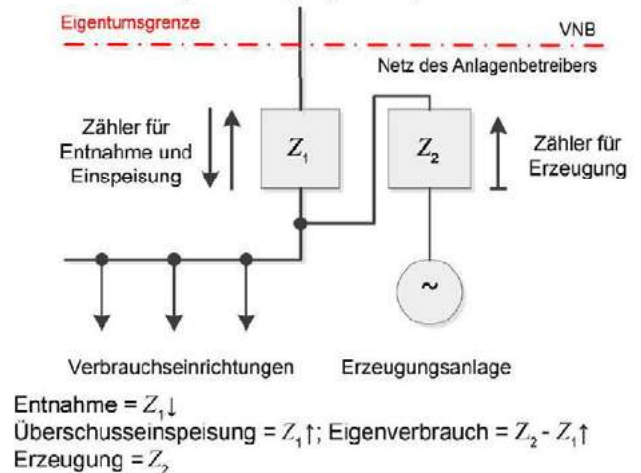 Eigentumsgrenze
VNB
Netz des Anlagenbetreibers
Zähler für
Entnahme und
Einspeisung
Z₁
Z₂
Zähler für
Erzeugung
~
Verbrauchseinrichtungen
Erzeugungsanlage
Entnahme = Z₁↓
Überschusseinspeisung = Z₁↑; Eigenverbrauch = Z₂ - Z₁↑
Erzeugung = Z₂